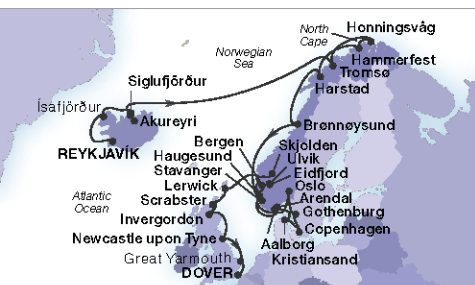 North
Cape
Honningsvåg
Norwegian
Sea
Hammerfest
Tromsø
Harstad
Siglufjörður
Ísafjörður
Akureyri
Brønnøysund
REYKJAVÍK
Bergen
Skjolden
Haugesund
Ulvik
Stavanger
Eidfjord
Lerwick
Oslo
Atlantic
Ocean
Scrabster
Arendal
Invergordon
Gothenburg
Newcastle upon Tyne
Copenhagen
Great Yarmouth
Aalborg
DOVER
Kristiansand